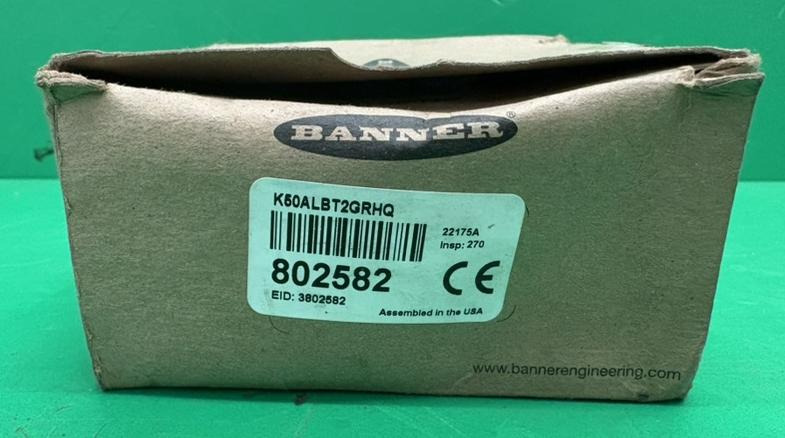 BANNER®
K50ALBT2GRHQ
22175A
Insp: 270
802582
CE
EID: 3802582
Assembled in the USA
www.bannerengineering.com